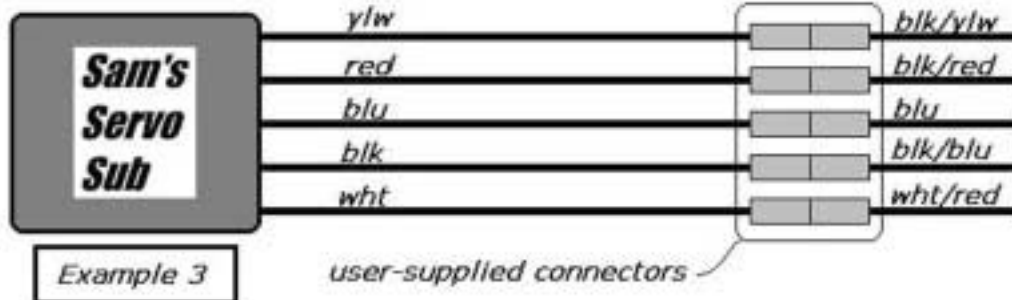 Sam's
Servo
Sub
ylw
red
blu
blk
wht
blk/ylw
blk/red
blu
blk/blu
wht/red
Example 3
user-supplied connectors